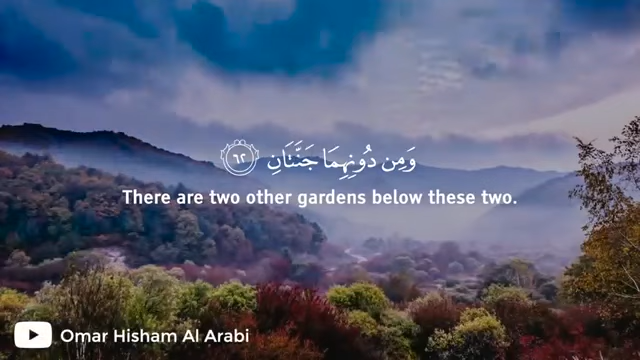 وَمِن دُونِهِمَا جَنَّتَانِ ٦٢
There are two other gardens below these two.
Omar Hisham Al Arabi